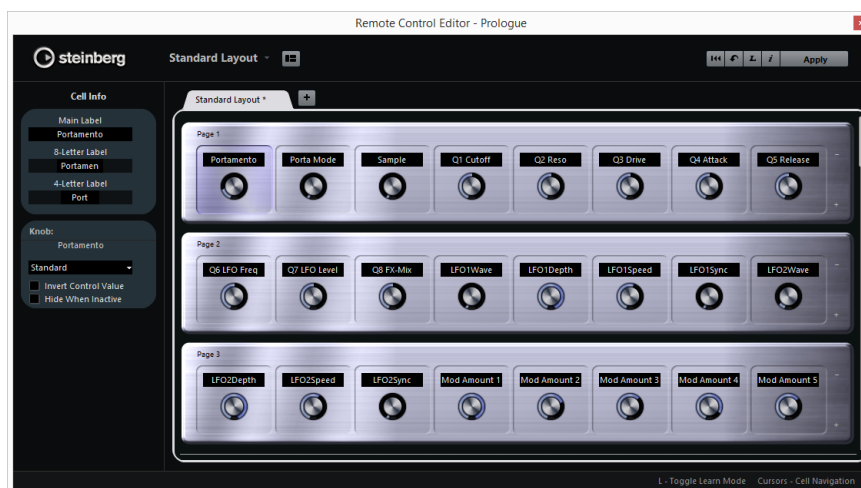 Remote Control Editor - Prologue
steinberg
Standard Layout
L
i
Apply
Cell Info
Main Label
Portamento
8-Letter Label
Portamen
4-Letter Label
Port
Knob:
Portamento
Standard
Invert Control Value
Hide When Inactive
Standard Layout *
+
Page 1
Portamento Porta Mode Sample Q1 Cutoff Q2 Reso Q3 Drive Q4 Attack Q5 Release
Page 2
Q6 LFO Freq Q7 LFO Level Q8 FX-Mix LFO1Wave LFO1Depth LFO1Speed LFO1Sync LFO2Wave
Page 3
LFO2Depth LFO2Speed LFO2Sync Mod Amount 1 Mod Amount 2 Mod Amount 3 Mod Amount 4 Mod Amount 5
L - Toggle Learn Mode Cursors - Cell Navigation